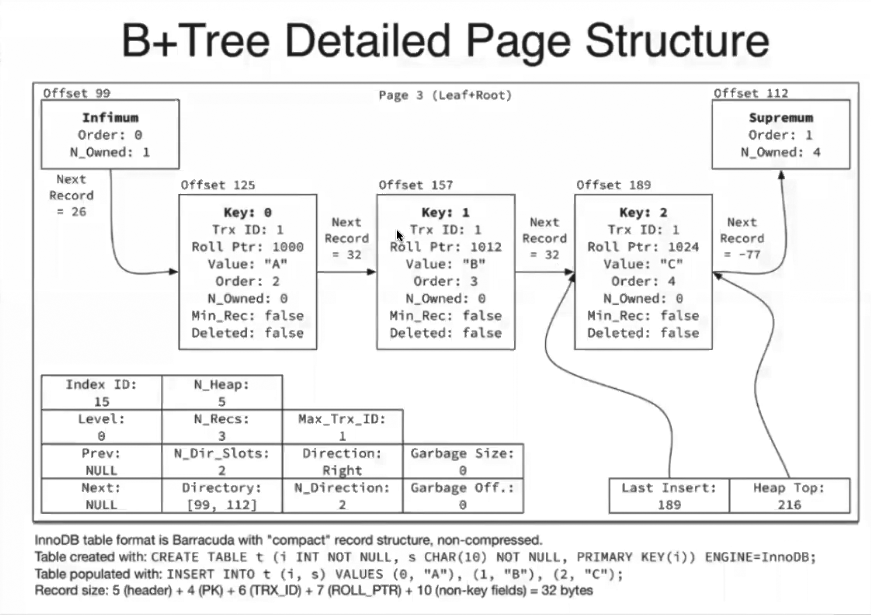 B+Tree Detailed Page Structure
Page 3 (Leaf+Root)
Offset 99
Infimum
Order: 0
N_Owned: 1
Offset 112
Supremum
Order: 1
N_Owned: 4
Next
Record
= 26
Offset 125
Key: 0
Trx ID: 1
Roll Ptr: 1000
Value: "A"
Order: 2
N_Owned: 0
Min_Rec: false
Deleted: false
Next
Record
= 32
Offset 157
Key: 1
Trx ID: 1
Roll Ptr: 1012
Value: "B"
Order: 3
N_Owned: 0
Min_Rec: false
Deleted: false
Next
Record
= 32
Offset 189
Key: 2
Trx ID: 1
Roll Ptr: 1024
Value: "C"
Order: 4
N_Owned: 0
Min_Rec: false
Deleted: false
Next
Record
= -77
Index ID:
15
N_Heap:
5
Level:
0
N_Recs:
3
Max_Trx_ID:
1
Prev:
NULL
N_Dir_Slots:
2
Direction:
Right
Garbage Size:
0
Next:
NULL
Directory:
[99, 112]
N_Direction:
2
Garbage Off.:
0
Last Insert:
189
Heap Top:
216
InnoDB table format is Barracuda with "compact" record structure, non-compressed.
Table created with: CREATE TABLE t (i INT NOT NULL, s CHAR(10) NOT NULL, PRIMARY KEY(i)) ENGINE=InnoDB;
Table populated with: INSERT INTO t (i, s) VALUES (0, "A"), (1, "B"), (2, "C");
Record size: 5 (header) + 4 (PK) + 6 (TRX_ID) + 7 (ROLL_PTR) + 10 (non-key fields) = 32 bytes